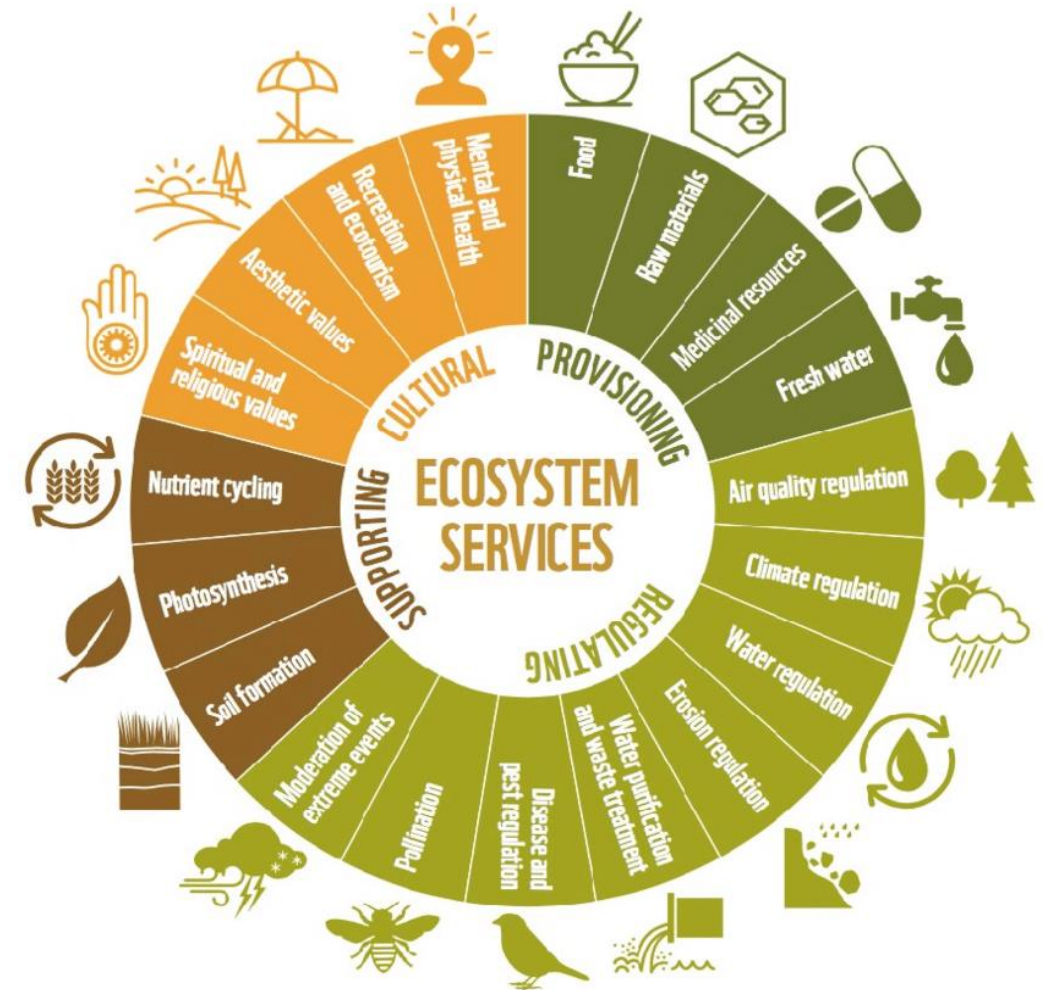 ECOSYSTEM
SERVICES
PROVISIONING
Food
Raw materials
Medicinal resources
Fresh water
REGULATING
Air quality regulation
Climate regulation
Water regulation
Erosion regulation
Water purification
and waste treatment
Disease and
pest regulation
Pollination
Moderation of
extreme events
SUPPORTING
Soil formation
Photosynthesis
Nutrient cycling
CULTURAL
Spiritual and
religious values
Aesthetic values
Recreation
and ecotourism
Mental and
physical health